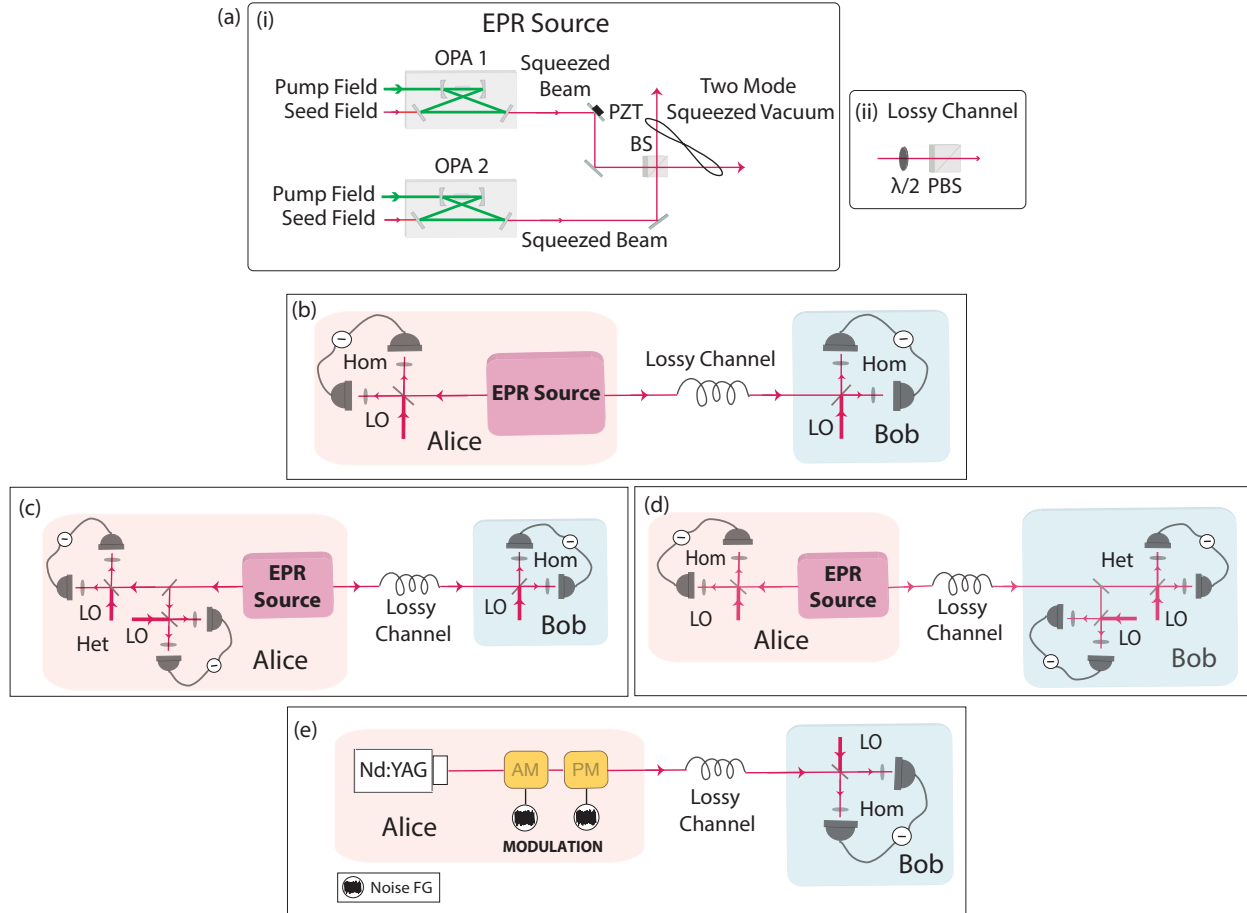 (a)
(i)
EPR Source
OPA 1
Pump Field
Seed Field
Squeezed
Beam
PZT
Two Mode
Squeezed Vacuum
BS
OPA 2
Pump Field
Seed Field
Squeezed Beam
(ii) Lossy Channel
λ/2 PBS
(b)
−
Hom
LO
Alice
EPR Source
Lossy Channel
−
Hom
LO
Bob
(c)
−
LO
LO
Het
−
Alice
EPR
Source
Lossy
Channel
−
Hom
LO
Bob
(d)
−
Hom
LO
Alice
EPR
Source
Lossy
Channel
Het
−
LO
LO
−
Bob
(e)
Nd:YAG
AM
PM
Alice
MODULATION
Noise FG
Lossy
Channel
LO
Hom
−
Bob